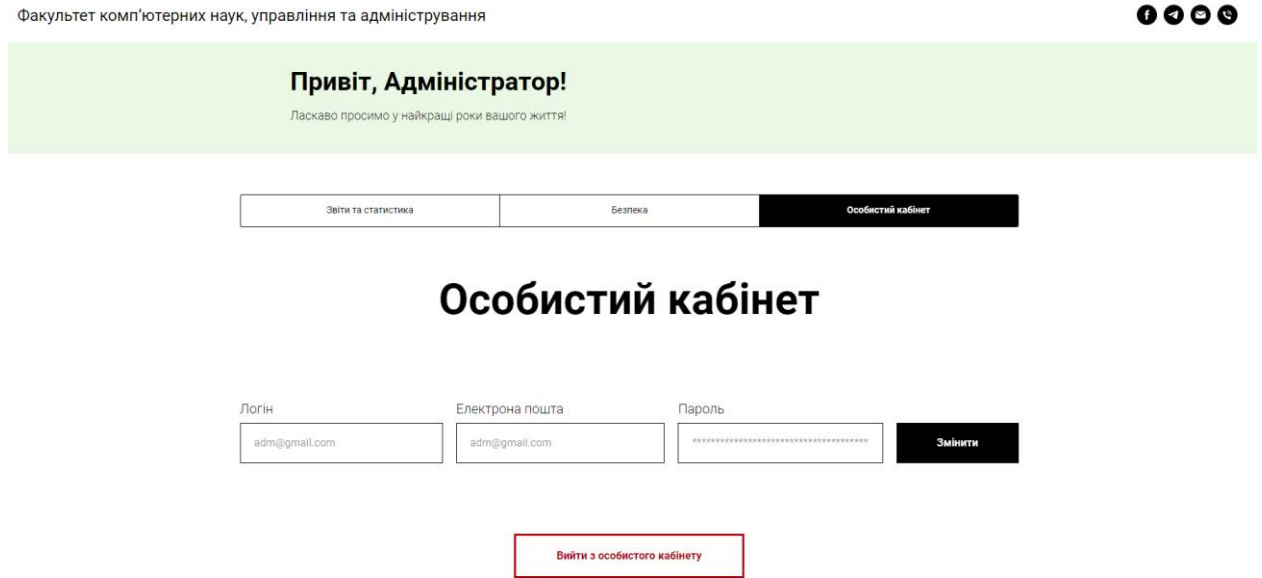 Факультет комп'ютерних наук, управління та адміністрування
Привіт, Адміністратор!
Ласкаво просимо у найкращі роки вашого життя!
Звіти та статистика
Безпека
Особистий кабінет
Особистий кабінет
Логін
Електрона пошта
Пароль
adm@gmail.com
adm@gmail.com
**************************************
Змінити
Вийти з особистого кабінету